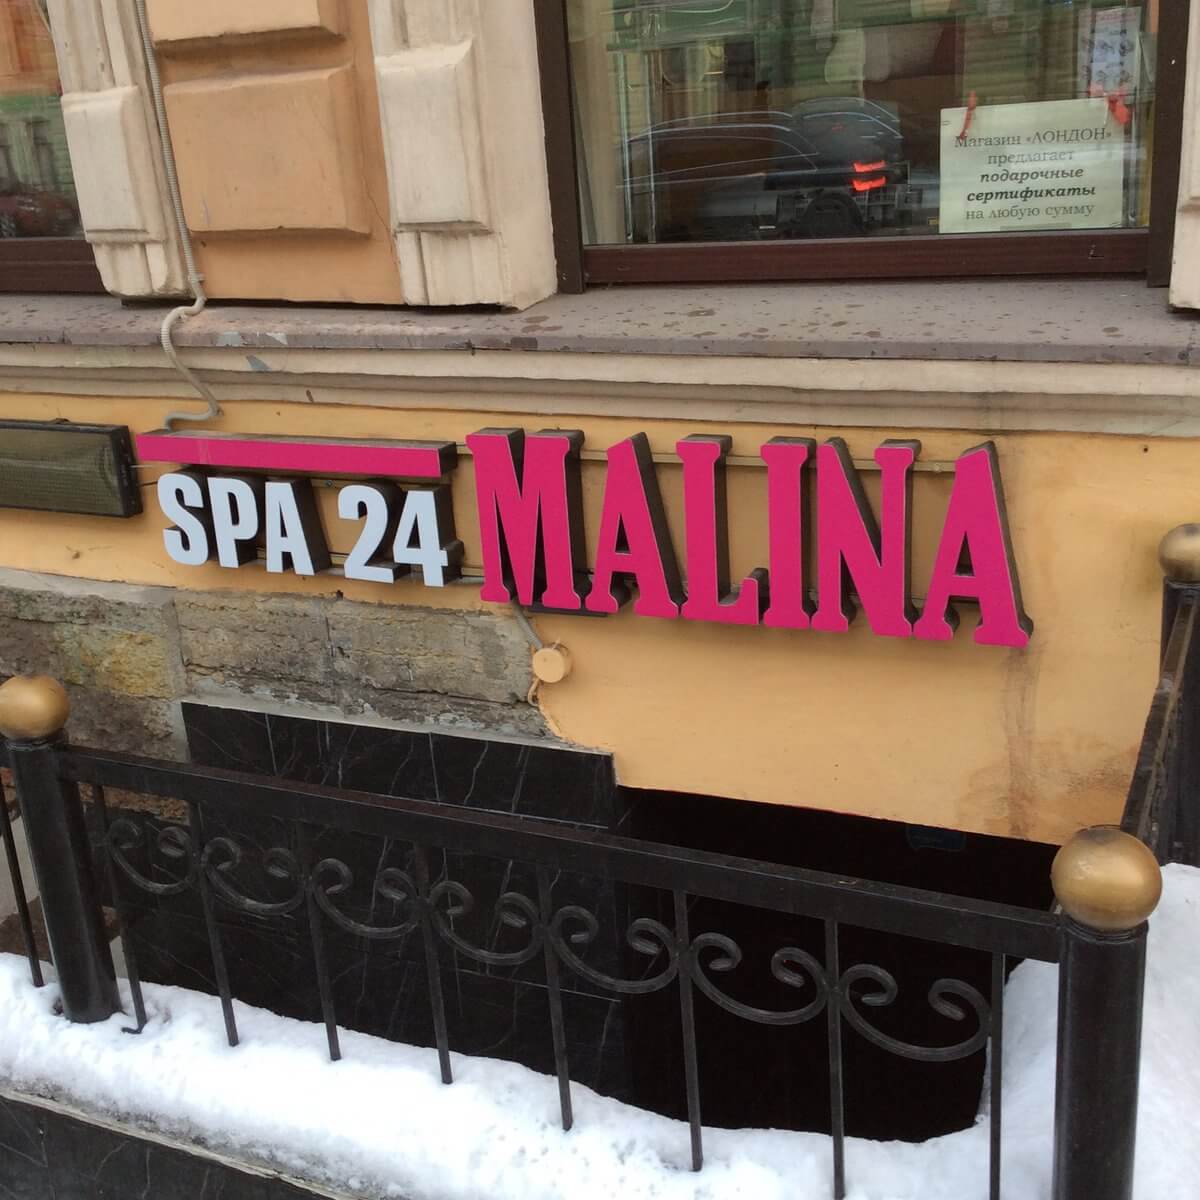 Магазин «ЛОНДОН»
предлагает
подарочные
сертификаты
на любую сумму
SPA 24 MALINA